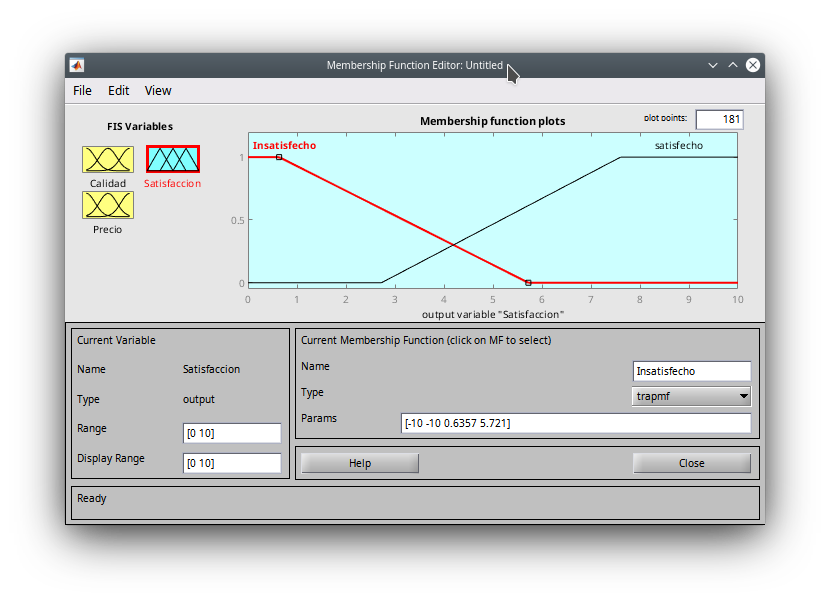 Membership Function Editor: Untitled
File Edit View
FIS Variables
Calidad
Satisfaccion
Precio
Membership function plots
plot points:
181
Insatisfecho
satisfecho
1
0.5
0
0 1 2 3 4 5 6 7 8 9 10
output variable "Satisfaccion"
Current Variable
Name Satisfaccion
Type output
Range [0 10]
Display Range [0 10]
Current Membership Function (click on MF to select)
Name Insatisfecho
Type trapmf
Params [-10 -10 0.6357 5.721]
Help Close
Ready